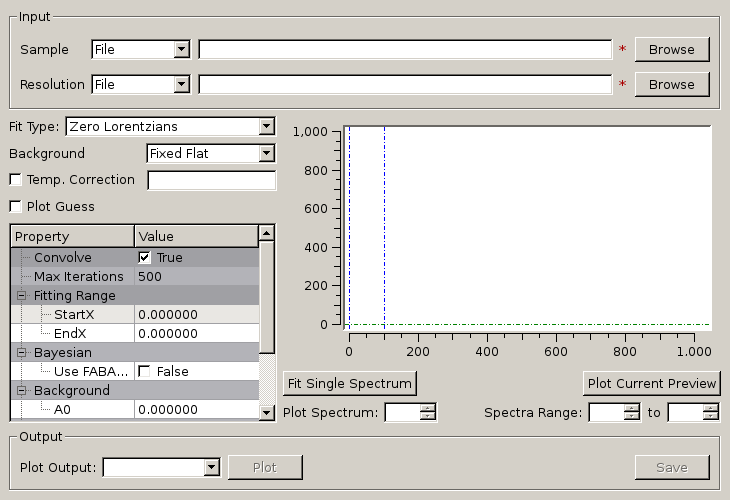 Input
Sample File * Browse
Resolution File * Browse
Fit Type: Zero Lorentzians
Background Fixed Flat
Temp. Correction
Plot Guess
Property Value
Convolve True
Max Iterations 500
Fitting Range
StartX 0.000000
EndX 0.000000
Bayesian
Use FABA... False
Background
A0 0.000000
1,000
800
600
400
200
0
0 200 400 600 800 1.000
Fit Single Spectrum Plot Current Preview
Plot Spectrum: Spectra Range: to
Output
Plot Output: Plot Save